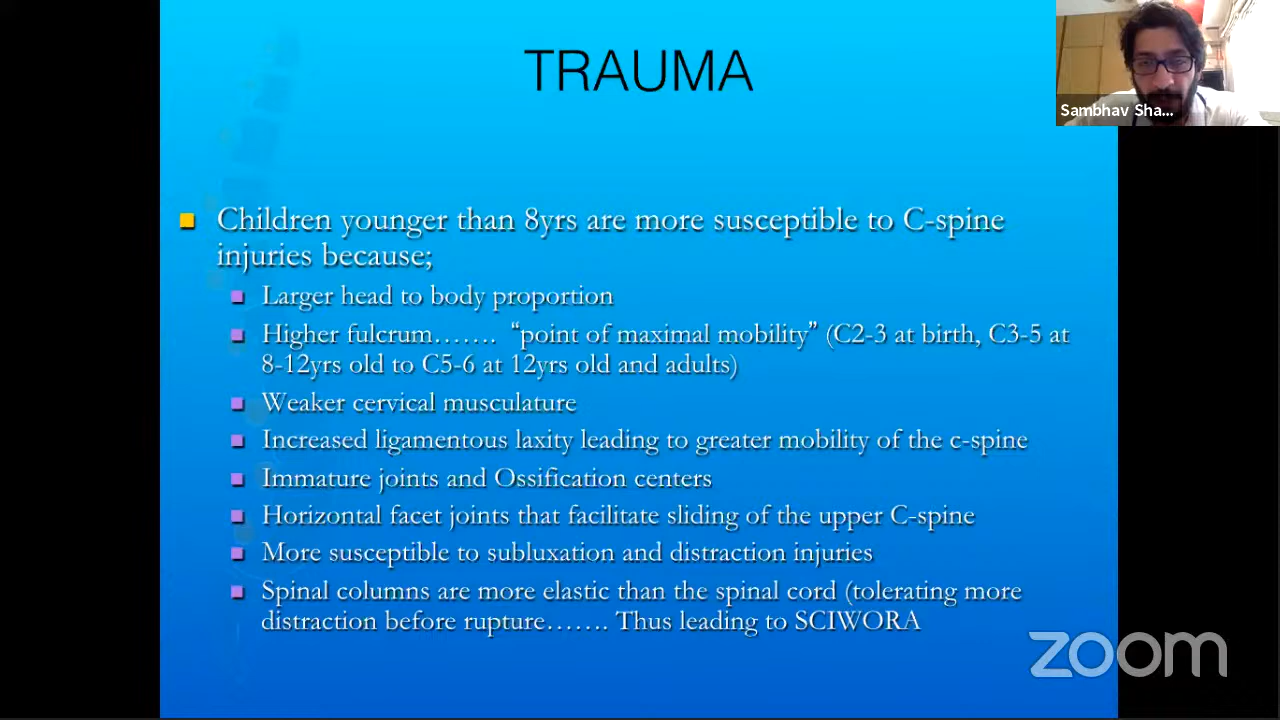 TRAUMA
Sambhav Sha...
Children younger than 8yrs are more susceptible to C-spine
injuries because;
Larger head to body proportion
Higher fulcrum……. “point of maximal mobility” (C2-3 at birth, C3-5 at
8-12yrs old to C5-6 at 12yrs old and adults)
Weaker cervical musculature
Increased ligamentous laxity leading to greater mobility of the c-spine
Immature joints and Ossification centers
Horizontal facet joints that facilitate sliding of the upper C-spine
More susceptible to subluxation and distraction injuries
Spinal columns are more elastic than the spinal cord (tolerating more
distraction before rupture……. Thus leading to SCIWORA
zoom